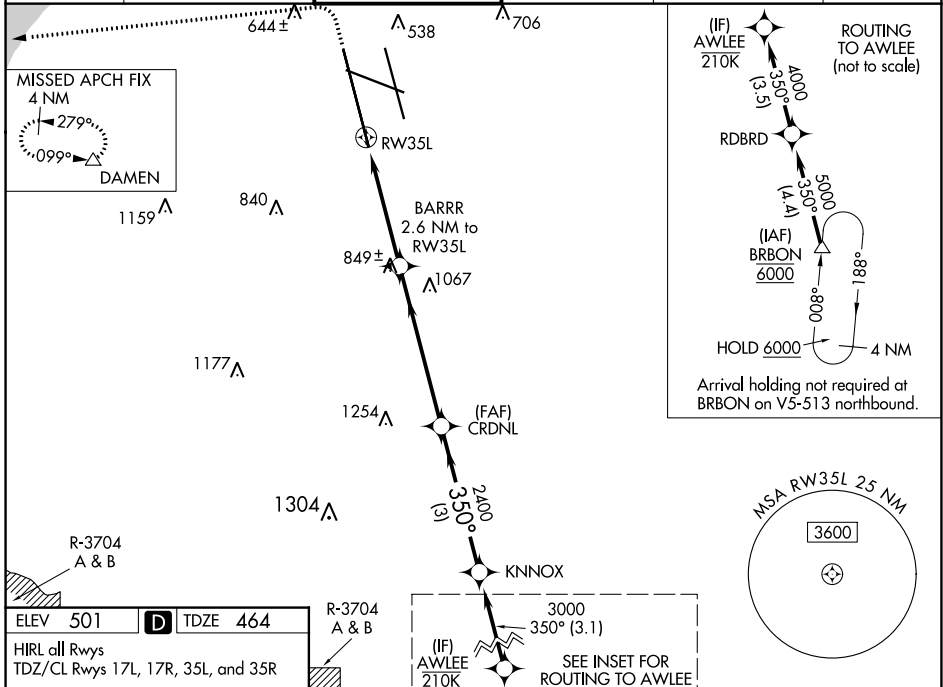 644 ±
538
706
MISSED APCH FIX
4 NM
279°
099°
DAMEN
RW35L
1159
840
BARRR
2.6 NM to
RW35L
849 ±
1067
1177
1254
(FAF)
CRDNL
2400
350°
(3)
1304
KNNOX
R-3704
A & B
R-3704
A & B
3000
350° (3.1)
(IF)
AWLEE
210K
SEE INSET FOR
ROUTING TO AWLEE
(IF)
AWLEE
210K
ROUTING
TO AWLEE
(not to scale)
4000
350°
(3.5)
RDBRD
5000
350°
(4.4)
(IAF)
BRBON
6000
008°
188°
HOLD 6000
4 NM
Arrival holding not required at
BRBON on V5-513 northbound.
MSA RW35L 25 NM
3600
ELEV 501 D TDZE 464
HIRL all Rwys
TDZ/CL Rwys 17L, 17R, 35L, and 35R